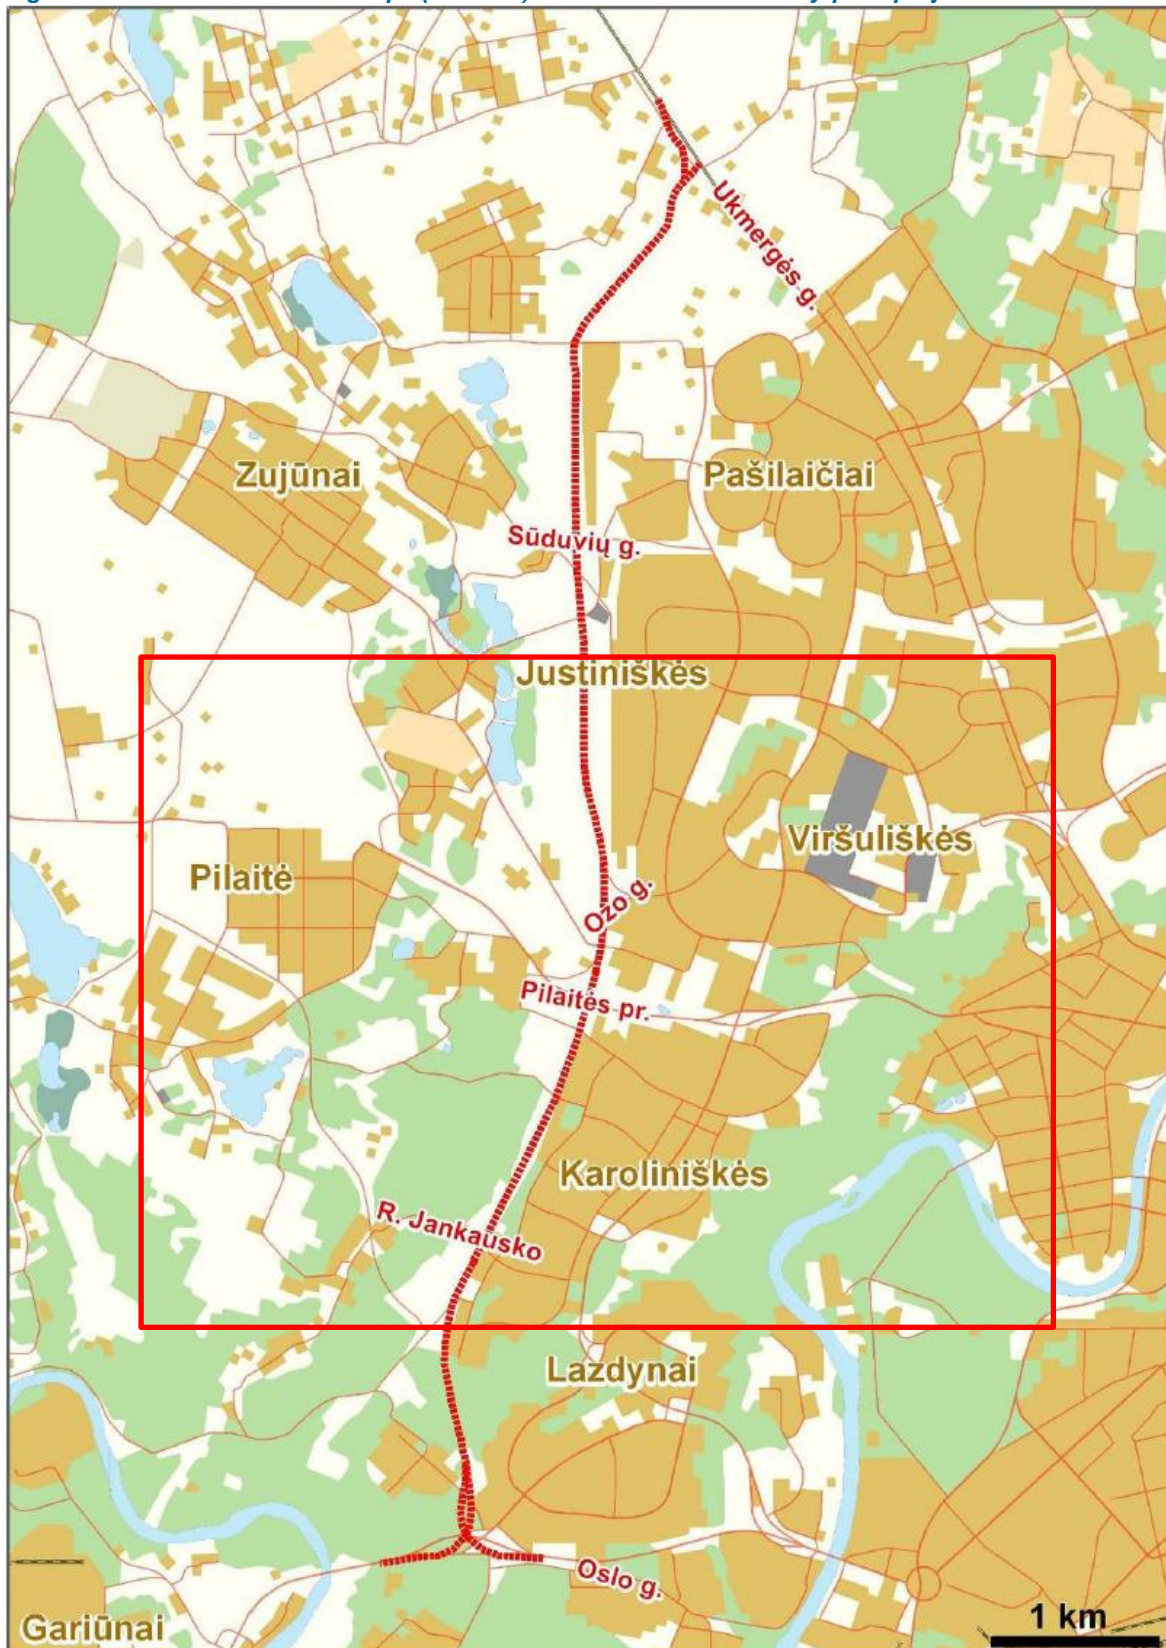 Ukmergės g.
Zujūnai
Pašilaičiai
Sūduvių g.
Justiniškės
Viršuliškės
Pilaitė
Ozo g.
Pilaitės pr.
Karoliniškės
R. Jankausko
Lazdynai
Oslo g.
Gariūnai
1 km